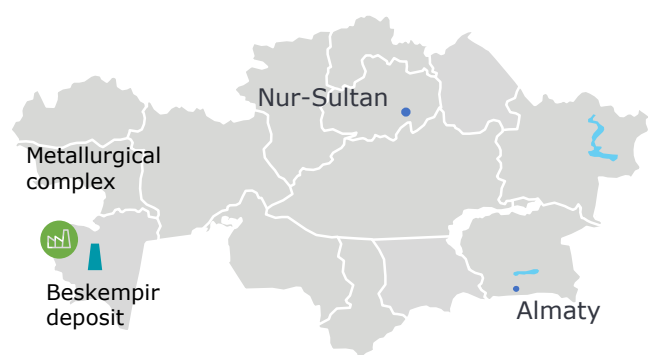 Nur-Sultan
Metallurgical
complex
Beskempir
deposit
Almaty